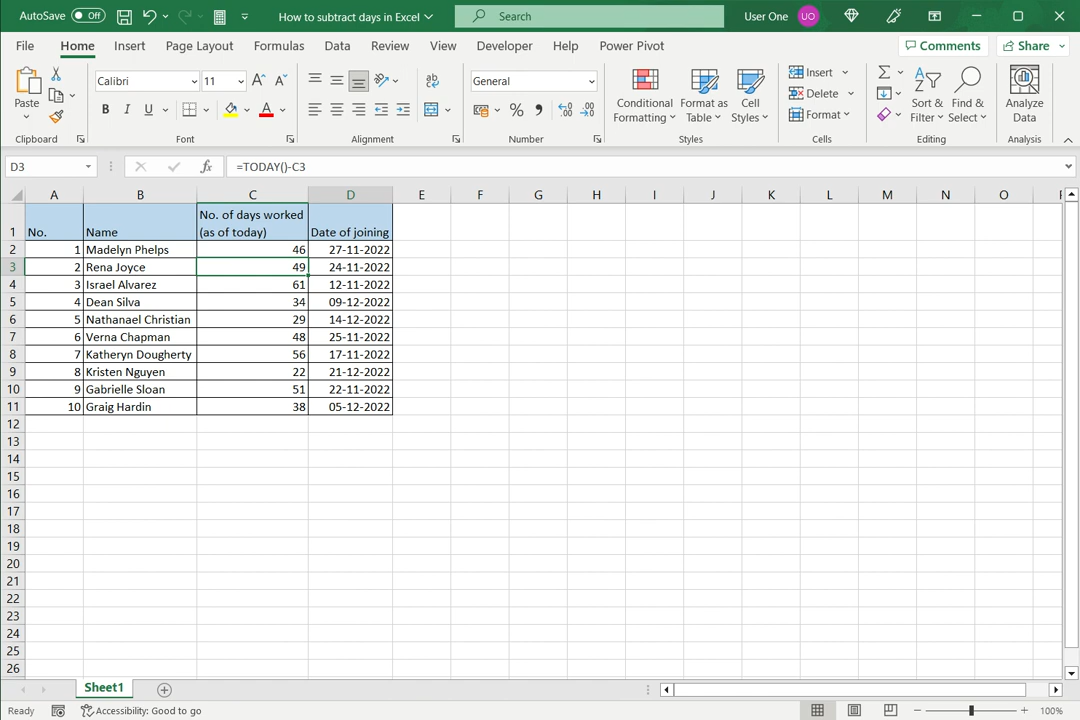 AutoSave Off How to subtract days in Excel Search User One UO
File Home Insert Page Layout Formulas Data Review View Developer Help Power Pivot Comments Share
Paste Calibri 11 A^ A˅ ab General Conditional Formatting Format as Table Cell Styles Insert Delete Format Sort & Filter Find & Select Analyze Data
B I U A % ,
Clipboard Font Alignment Number Styles Cells Editing Analysis
D3 fx =TODAY()-C3
A B C D E F G H I J K L M N O P
1 No. Name No. of days worked (as of today) Date of joining
2 1 Madelyn Phelps 46 27-11-2022
3 2 Rena Joyce 49 24-11-2022
4 3 Israel Alvarez 61 12-11-2022
5 4 Dean Silva 34 09-12-2022
6 5 Nathanael Christian 29 14-12-2022
7 6 Verna Chapman 48 25-11-2022
8 7 Katheryn Dougherty 56 17-11-2022
9 8 Kristen Nguyen 22 21-12-2022
10 9 Gabrielle Sloan 51 22-11-2022
11 10 Graig Hardin 38 05-12-2022
12
13
14
15
16
17
18
19
20
21
22
23
24
25
26
Sheet1
Ready Accessibility: Good to go 100%